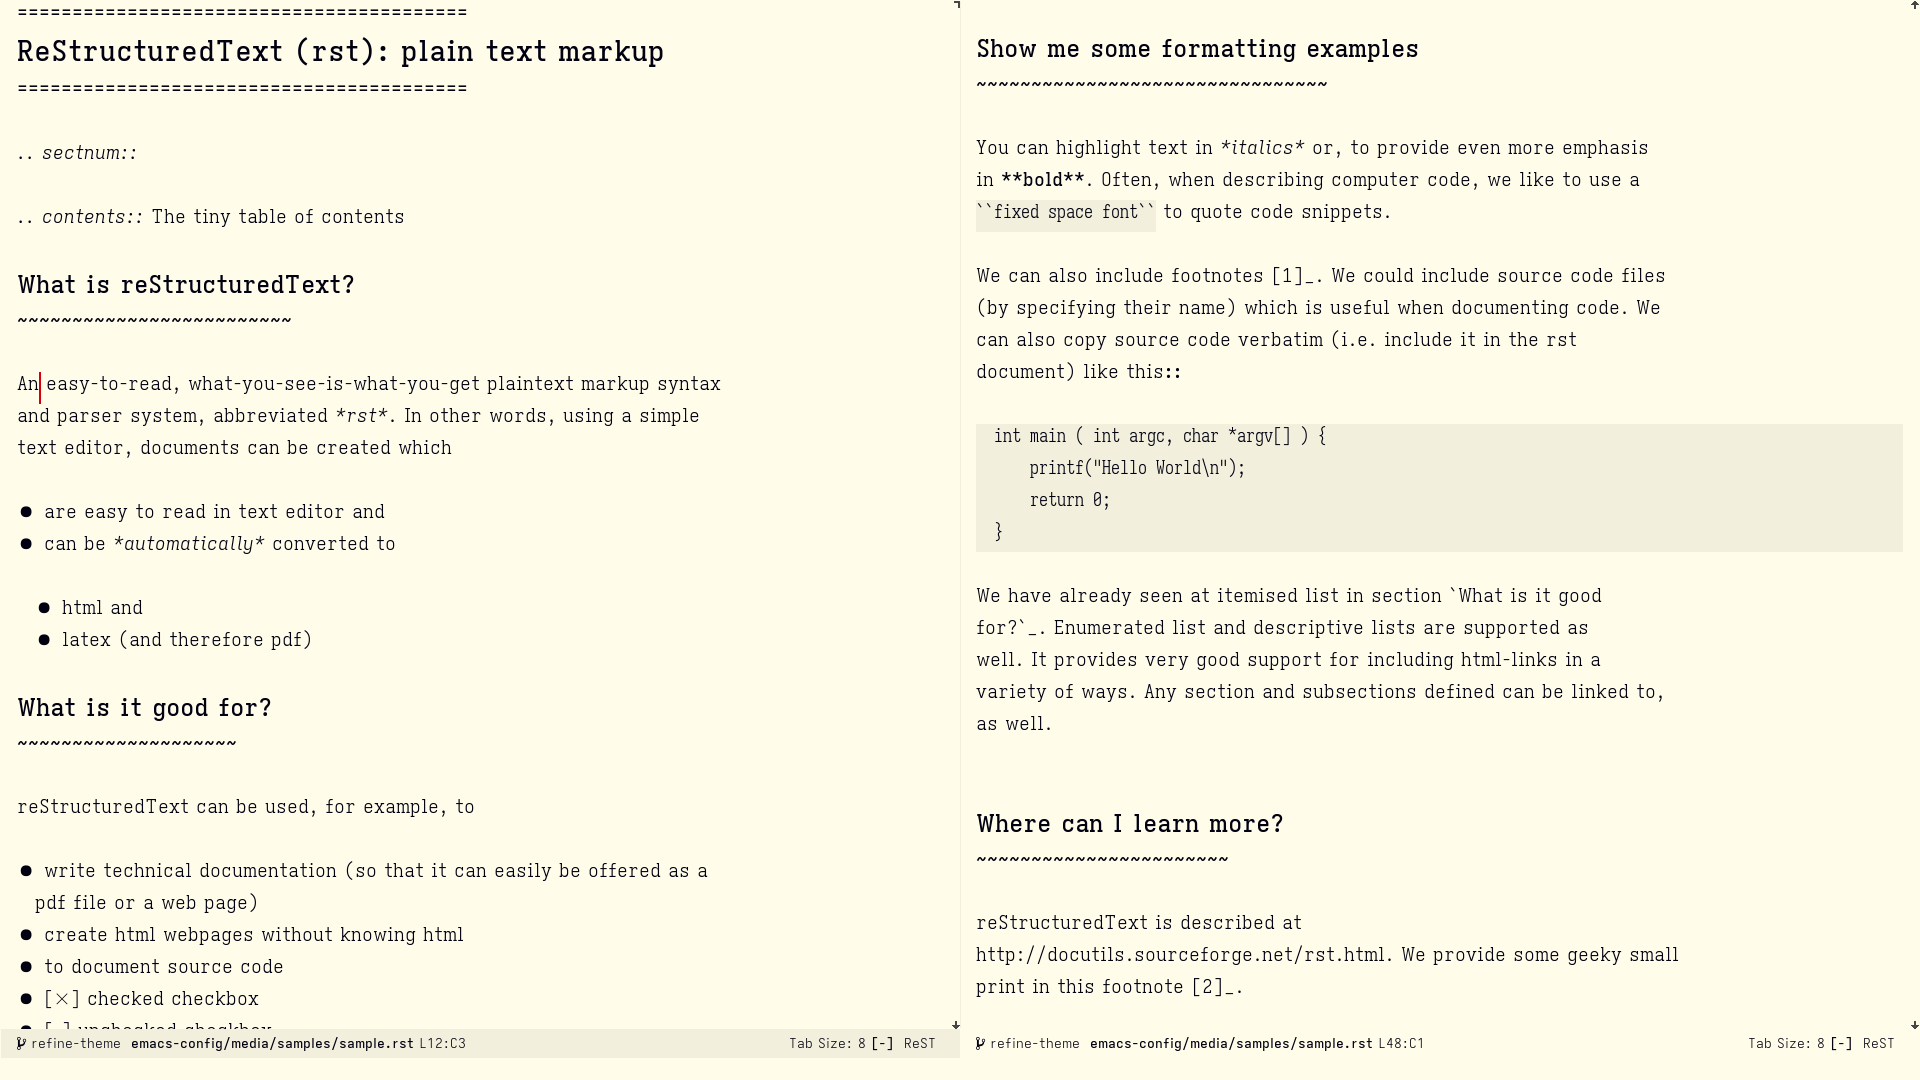 =========================================
ReStructuredText (rst): plain text markup
=========================================
.. sectnum::
.. contents:: The tiny table of contents
What is reStructuredText?
~~~~~~~~~~~~~~~~~~~~~~~~~
An easy-to-read, what-you-see-is-what-you-get plaintext markup syntax
and parser system, abbreviated *rst*. In other words, using a simple
text editor, documents can be created which
● are easy to read in text editor and
● can be *automatically* converted to
● html and
● latex (and therefore pdf)
What is it good for?
~~~~~~~~~~~~~~~~~~~~
reStructuredText can be used, for example, to
● write technical documentation (so that it can easily be offered as a
pdf file or a web page)
● create html webpages without knowing html
● to document source code
● [×] checked checkbox
● [ ] unchecked checkbox
refine-theme emacs-config/media/samples/sample.rst L12:C3 Tab Size: 8 [-] ReST
Show me some formatting examples
~~~~~~~~~~~~~~~~~~~~~~~~~~~~~~~~
You can highlight text in *italics* or, to provide even more emphasis
in **bold**. Often, when describing computer code, we like to use a
``fixed space font`` to quote code snippets.
We can also include footnotes [1]_. We could include source code files
(by specifying their name) which is useful when documenting code. We
can also copy source code verbatim (i.e. include it in the rst
document) like this::
int main ( int argc, char *argv[] ) {
printf("Hello World\n");
return 0;
}
We have already seen at itemised list in section `What is it good
for?`_. Enumerated list and descriptive lists are supported as
well. It provides very good support for including html-links in a
variety of ways. Any section and subsections defined can be linked to,
as well.
Where can I learn more?
~~~~~~~~~~~~~~~~~~~~~~~
reStructuredText is described at
http://docutils.sourceforge.net/rst.html. We provide some geeky small
print in this footnote [2]_.
refine-theme emacs-config/media/samples/sample.rst L48:C1 Tab Size: 8 [-] ReST